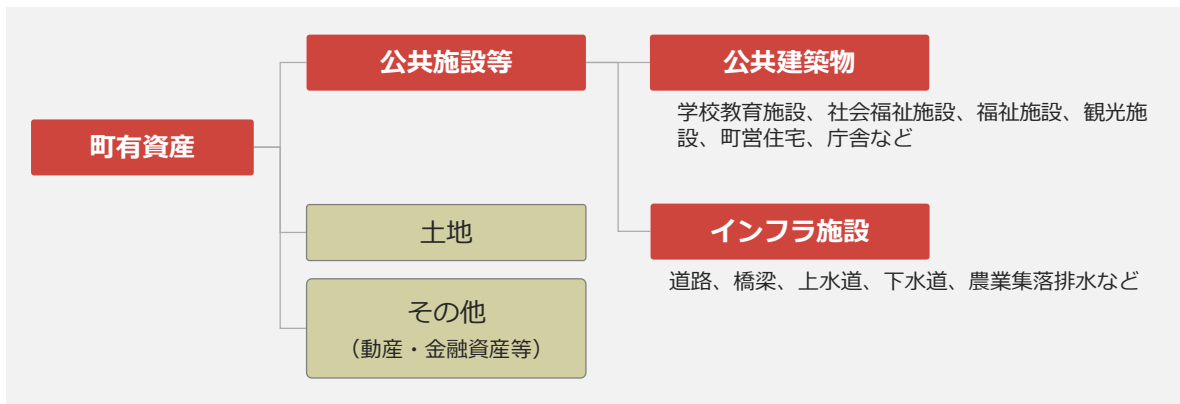 町有資産
公共施設等
土地
その他
（動産・金融資産等）
公共建築物
学校教育施設、社会福祉施設、福祉施設、観光施
設、町営住宅、庁舎など
インフラ施設
道路、橋梁、上水道、下水道、農業集落排水など